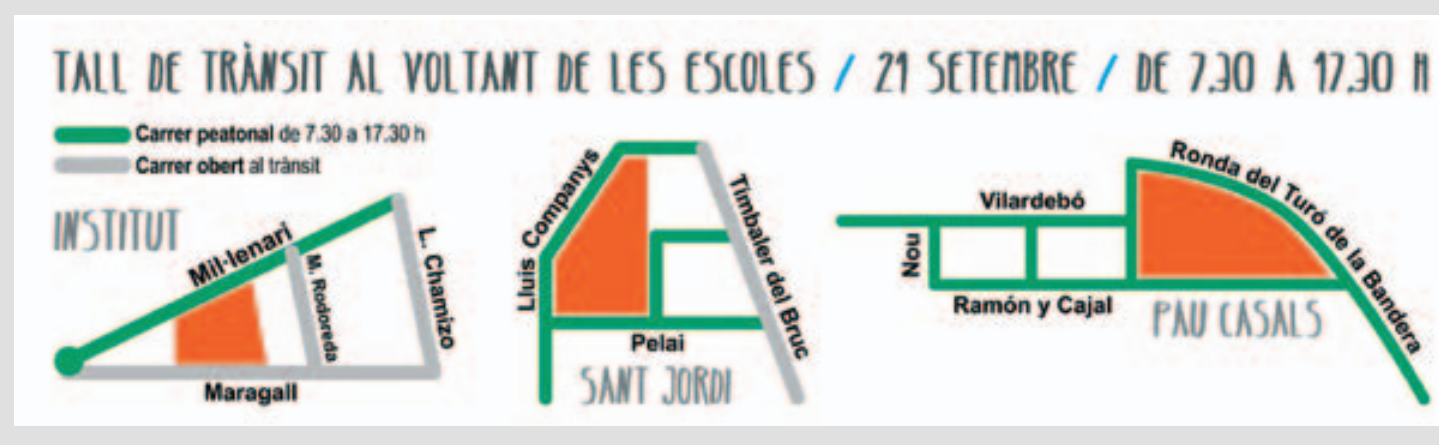 TALL DE TRÀNSIT AL VOLTANT DE LES ESCOLES / 21 SETEMBRE / DE 7.30 A 17.30 H
Carrer peatonal de 7.30 a 17.30 h
Carrer obert al trànsit
INSTITUT
Mil·lenari
M. Rodoreda
L. Chamizo
Maragall
Lluis Companys
Timbaler del Bruc
Pelai
SANT JORDI
Vilardebó
Nou
Ramón y Cajal
Ronda del Turó de la Bandera
PAU CASALS